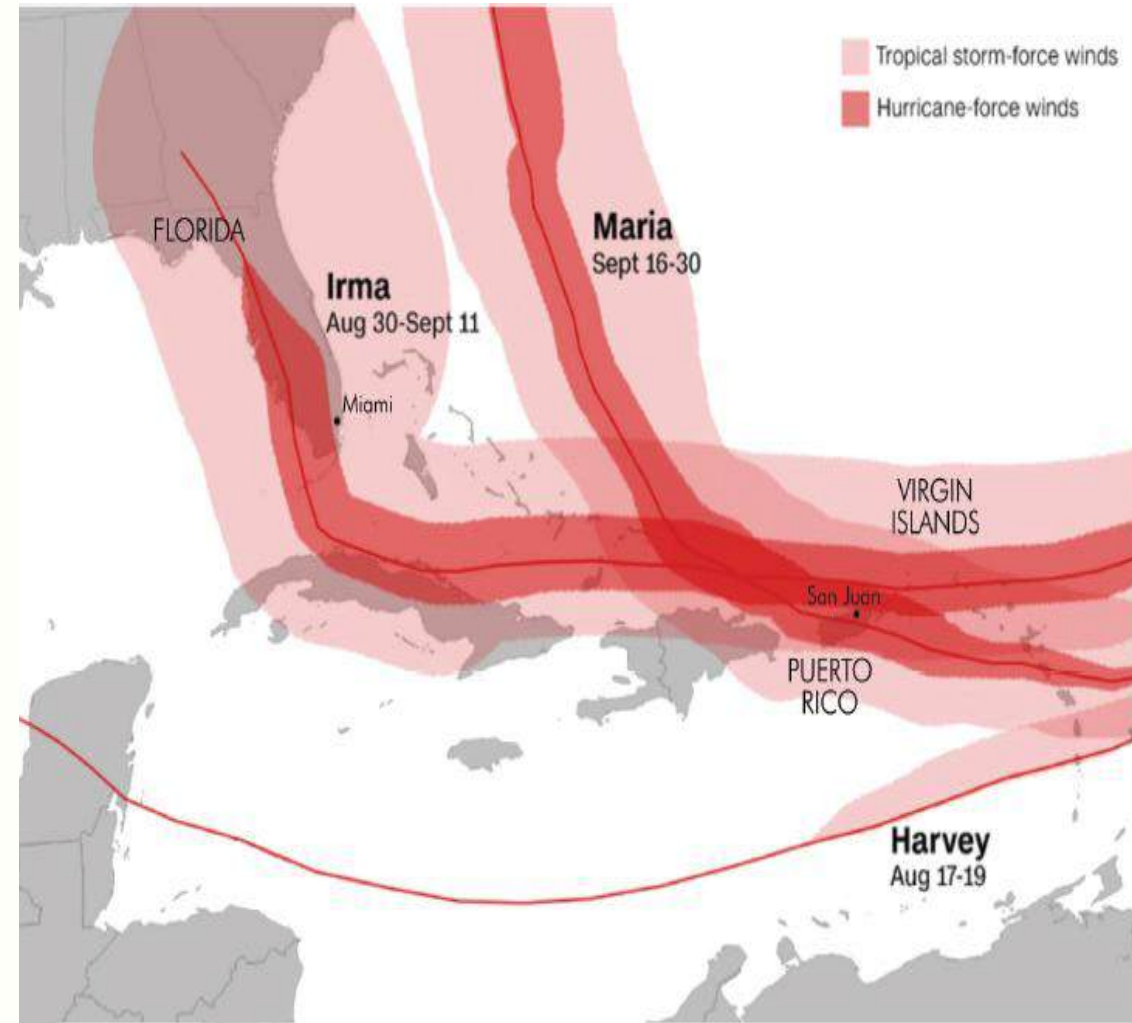 Tropical storm-force winds
Hurricane-force winds
FLORIDA
Maria
Sept 16-30
Irma
Aug 30-Sept 11
Miami
VIRGIN
ISLANDS
San Juan
PUERTO
RICO
Harvey
Aug 17-19